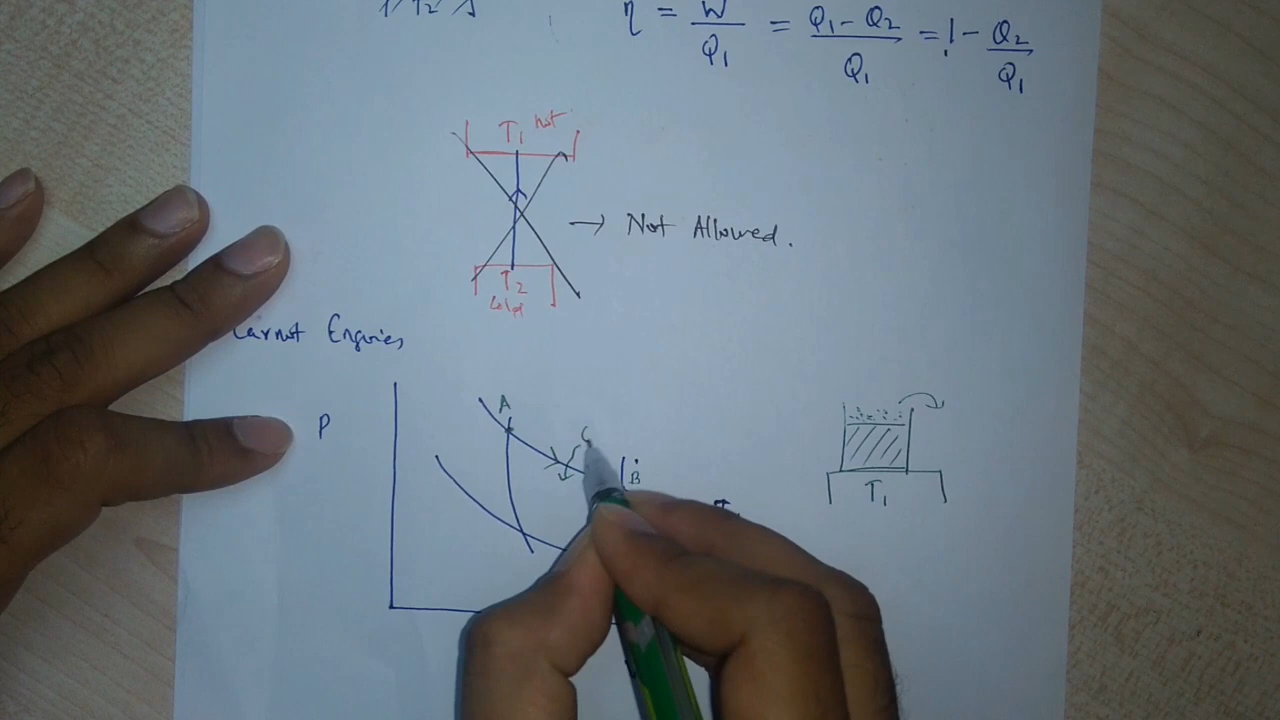 η = W/Q₁ = Q₁ - Q₂/Q₁ = 1 - Q₂/Q₁
T₁ hot
→ Not Allowed.
T₂
cold
Carnot Engines
A
P
B
T₁